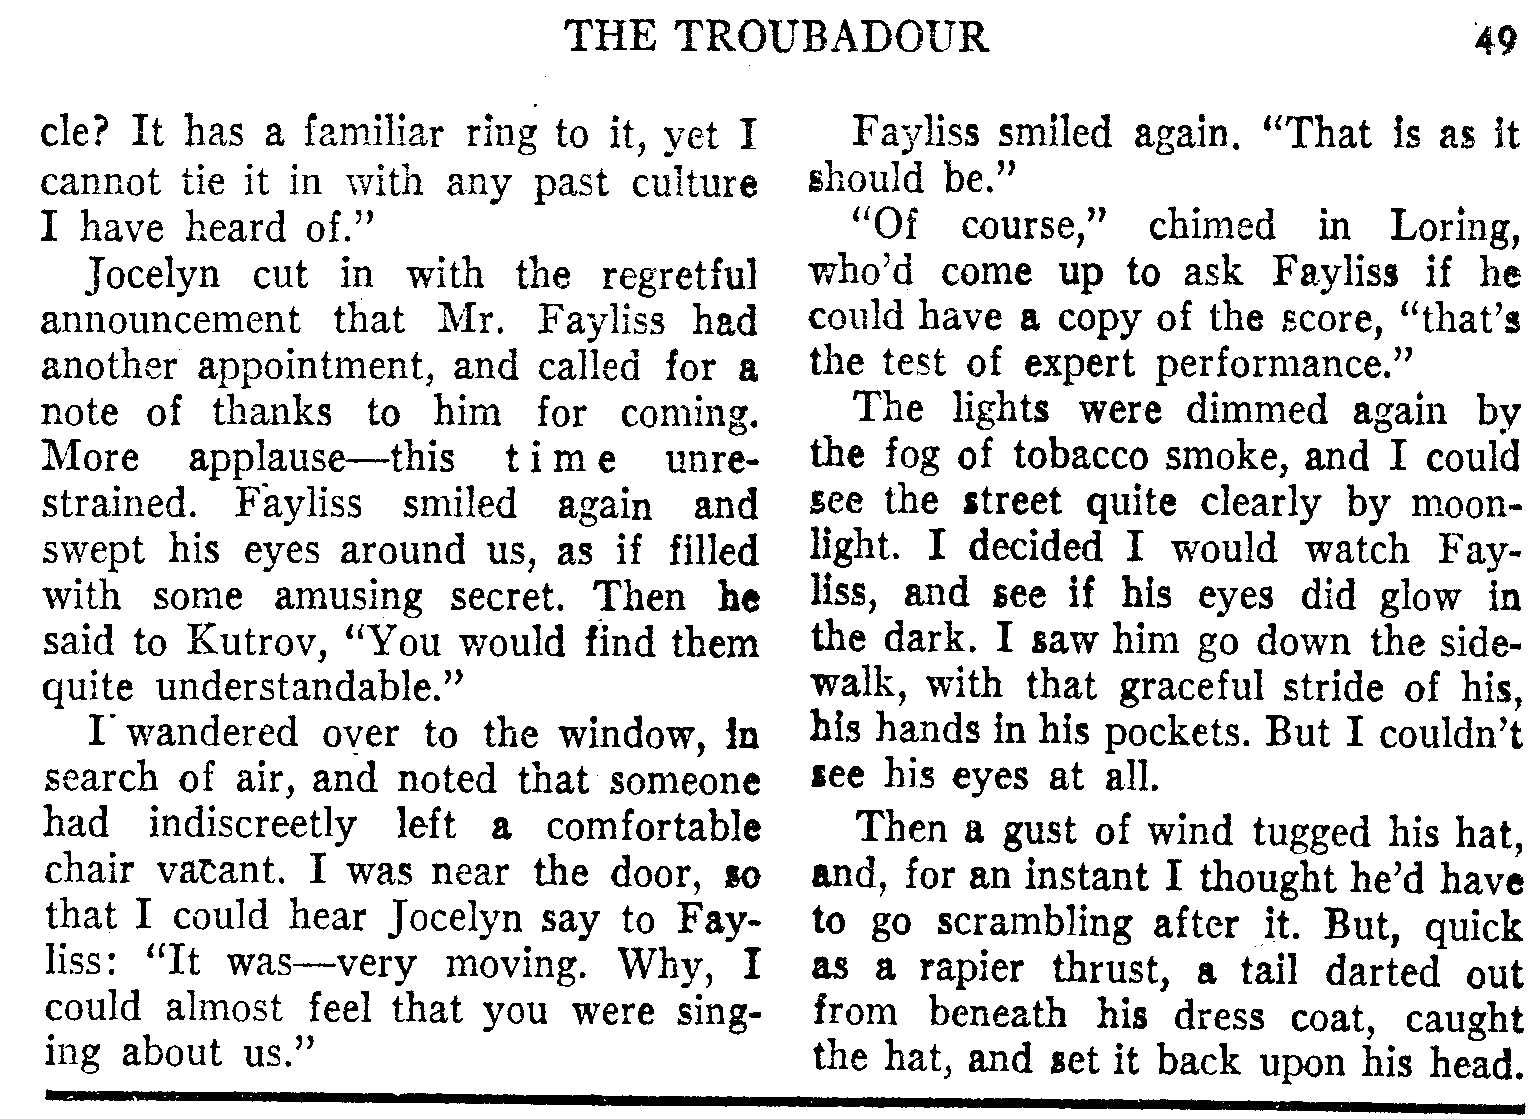 THE TROUBADOUR 49
cle? It has a familiar ring to it, yet I
cannot tie it in with any past culture
I have heard of.”
Jocelyn cut in with the regretful
announcement that Mr. Fayliss had
another appointment, and called for a
note of thanks to him for coming.
More applause—this time unre-
strained. Fayliss smiled again and
swept his eyes around us, as if filled
with some amusing secret. Then he
said to Kutrov, “You would find them
quite understandable.”
I wandered over to the window, in
search of air, and noted that someone
had indiscreetly left a comfortable
chair vacant. I was near the door, so
that I could hear Jocelyn say to Fay-
liss: “It was—very moving. Why, I
could almost feel that you were sing-
ing about us.”
Fayliss smiled again. “That is as it
should be.”
“Of course,” chimed in Loring,
who’d come up to ask Fayliss if he
could have a copy of the score, “that’s
the test of expert performance.”
The lights were dimmed again by
the fog of tobacco smoke, and I could
see the street quite clearly by moon-
light. I decided I would watch Fay-
liss, and see if his eyes did glow in
the dark. I saw him go down the side-
walk, with that graceful stride of his,
his hands in his pockets. But I couldn’t
see his eyes at all.
Then a gust of wind tugged his hat,
and, for an instant I thought he’d have
to go scrambling after it. But, quick
as a rapier thrust, a tail darted out
from beneath his dress coat, caught
the hat, and set it back upon his head.